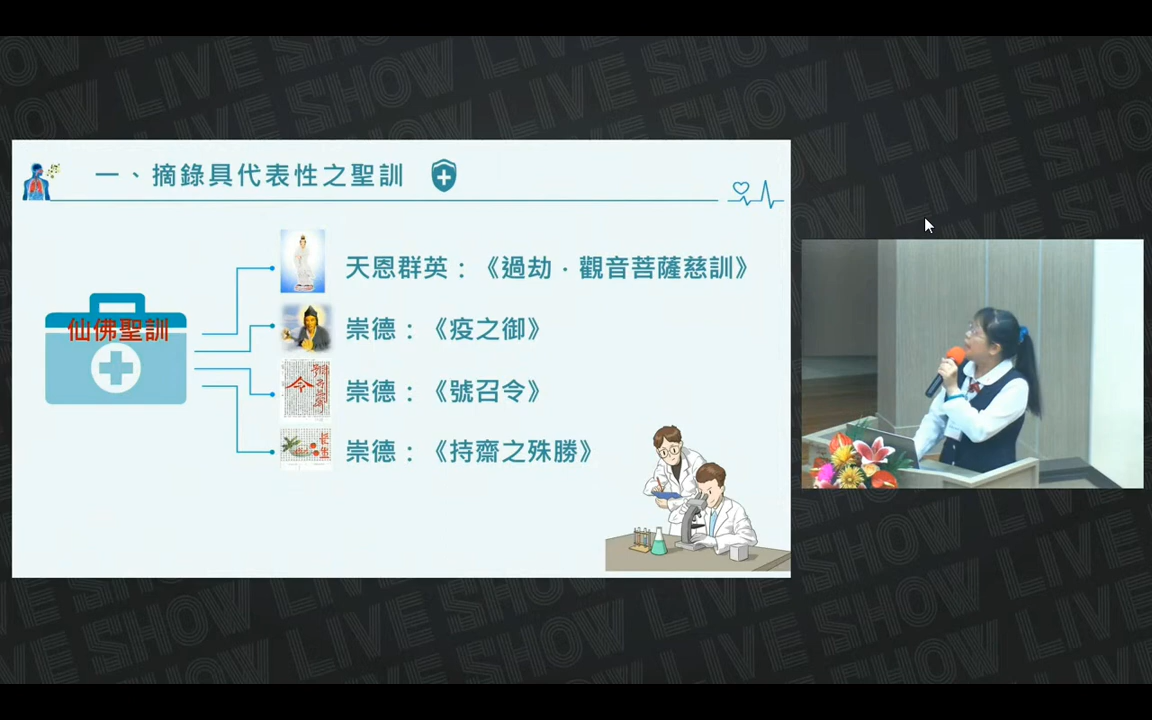 一、摘錄具代表性之聖訓
仙佛聖訓
天恩群英：《過劫．觀音菩薩慈訓》
崇德：《疫之御》
崇德：《號召令》
崇德：《持齋之殊勝》
令
LIVE SHOW